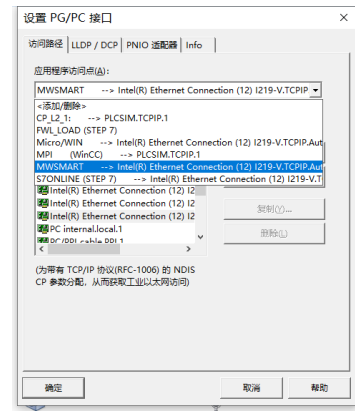 设置 PG/PC 接口
访问路径 LLDP / DCP PNIO 适配器 Info
应用程序访问点(A):
MWSMART --> Intel(R) Ethernet Connection (12) I219-V.TCPIP
<添加/删除>
CP_L2_1: --> PLCSIM.TCPIP.1
FWL_LOAD (STEP 7)
Micro/WIN --> Intel(R) Ethernet Connection (12) I219-V.TCPIP.Aut
MPI (WinCC) --> PLCSIM.TCPIP.1
MWSMART --> Intel(R) Ethernet Connection (12) I219-V.TCPIP.Aut
S7ONLINE (STEP 7) --> Intel(R) Ethernet Connection (12) I219-V.T
Intel(R) Ethernet Connection (12) I2
Intel(R) Ethernet Connection (12) I2
Intel(R) Ethernet Connection (12) I2
复制(Y)...
PC internal.local.1
删除(L)
PC/PPI cable.PPI.1
(为带有 TCP/IP 协议(RFC-1006) 的 NDIS
CP 参数分配，从而获取工业以太网访问)
确定 取消 帮助